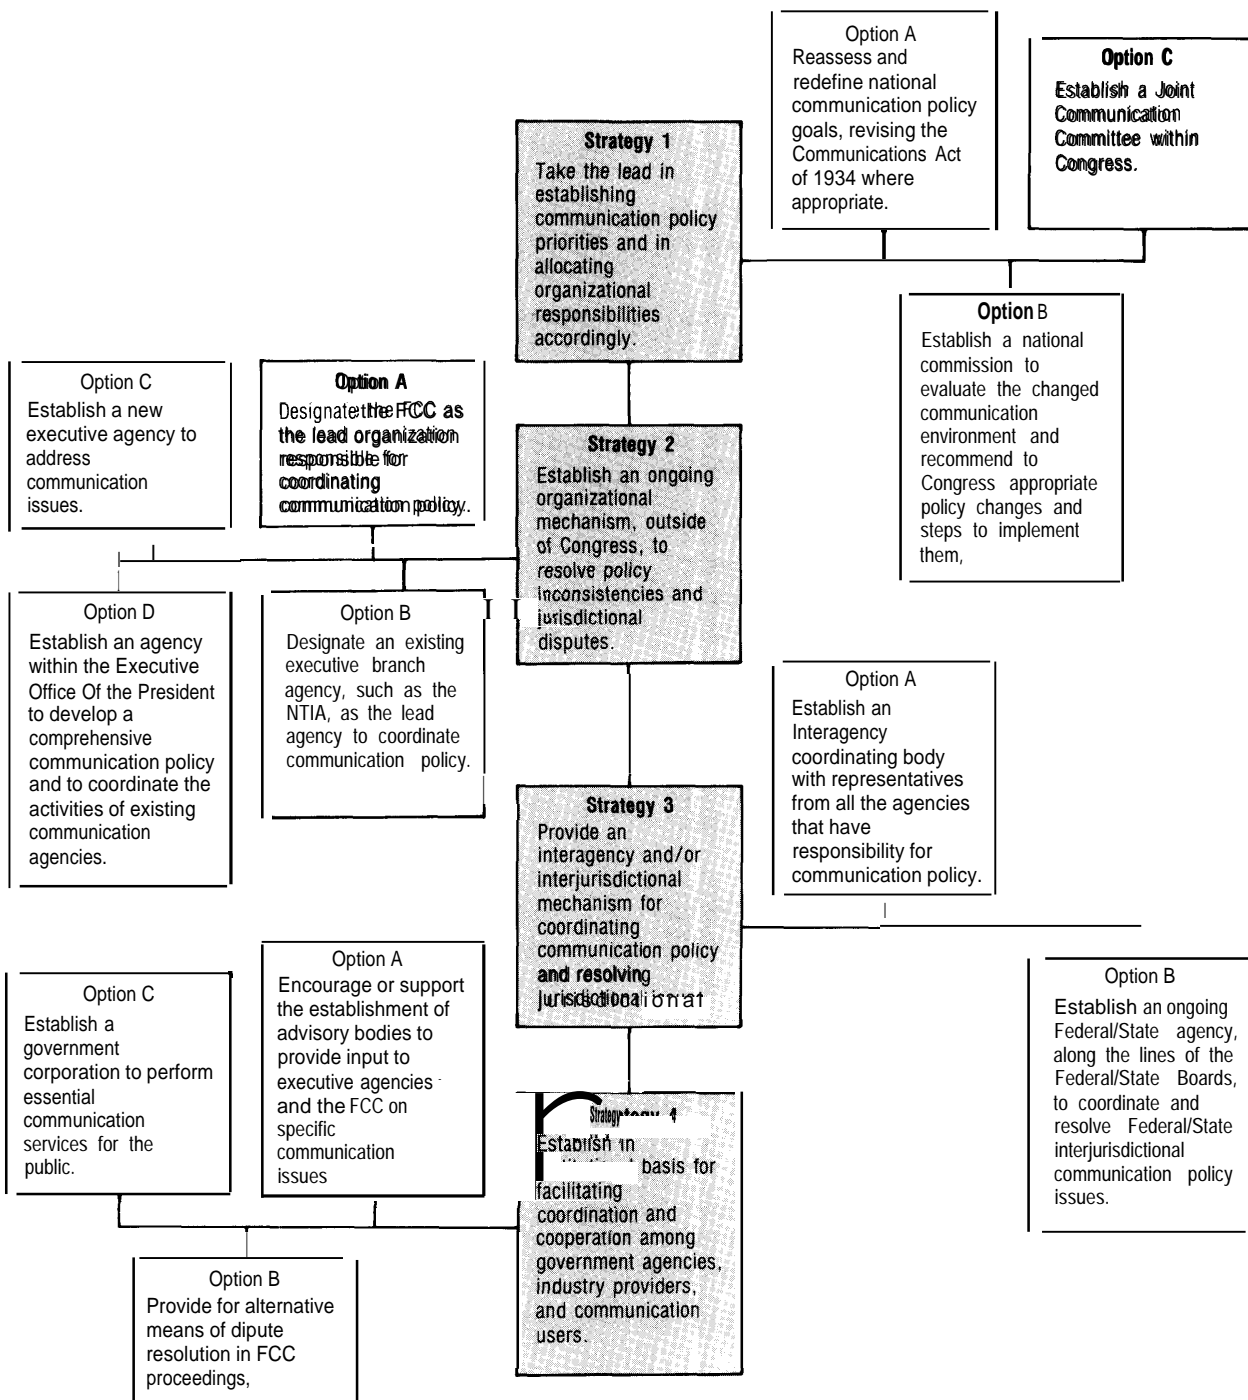 Strategy 1
Take the lead in
establishing
communication policy
priorities and in
allocating
organizational
responsibilities
accordingly.
Option A
Reassess and
redefine national
communication policy
goals, revising the
Communications Act
of 1934 where
appropriate.
Option C
Establish a Joint
Communication
Committee within
Congress.
Option B
Establish a national
commission to
evaluate the changed
communication
environment and
recommend to
Congress appropriate
policy changes and
steps to implement
them,
Strategy 2
Establish an ongoing
organizational
mechanism, outside
of Congress, to
resolve policy
inconsistencies and
jurisdictional
disputes.
Option C
Establish a new
executive agency to
address
communication
issues.
Option A
Designate the FCC as
the lead organization
responsible for
coordinating
communication policy.
Option D
Establish an agency
within the Executive
Office Of the President
to develop a
comprehensive
communication policy
and to coordinate the
activities of existing
communication
agencies.
Option B
Designate an existing
executive branch
agency, such as the
NTIA, as the lead
agency to coordinate
communication policy.
Strategy 3
Provide an
interagency and/or
interjurisdictional
mechanism for
coordinating
communication policy
and resolving
jurisdictional
Option A
Establish an
Interagency
coordinating body
with representatives
from all the agencies
that have
responsibility for
communication policy.
Option B
Establish an ongoing
Federal/State agency,
along the lines of the
Federal/State Boards,
to coordinate and
resolve Federal/State
interjurisdictional
communication policy
issues.
Strategy
Establish
basis for
facilitating
coordination and
cooperation among
government agencies,
industry providers,
and communication
users.
Option C
Establish a
government
corporation to perform
essential
communication
services for the
public.
Option A
Encourage or support
the establishment of
advisory bodies to
provide input to
executive agencies
and the FCC on
specific
communication
issues
Option B
Provide for alternative
means of dipute
resolution in FCC
proceedings,